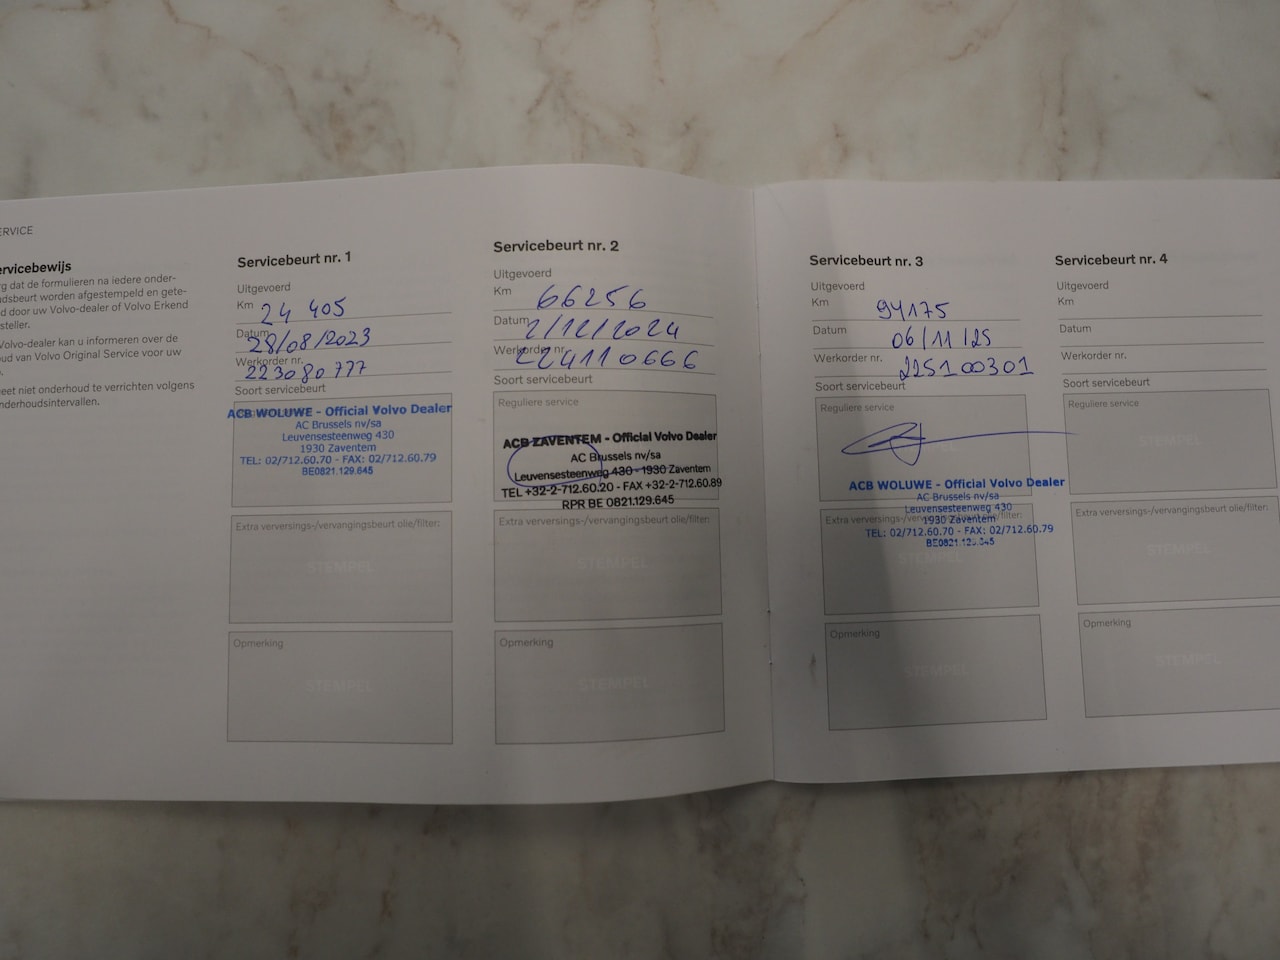 ERVICE
ervicebewijs
rg dat de formulieren na iedere onder-
udsbeurt worden afgestempeld en gete-
d door uw Volvo-dealer of Volvo Erkend
steller.
Volvo-dealer kan u informeren over de
oud van Volvo Original Service voor uw
eet niet onderhoud te verrichten volgens
nderhoudsintervallen.
Servicebeurt nr. 1
Uitgevoerd
Km 24 405
Datum 28/08/2023
Werkorder nr. 223080777
Soort servicebeurt
ACB WOLUWE - Official Volvo Dealer
AC Brussels nv/sa
Leuvensesteenweg 430
1930 Zaventem
TEL: 02/712.60.70 - FAX: 02/712.60.79
BE0821.129.645
Extra verversings-/vervangingsbeurt olie/filter:
STEMPEL
Opmerking
STEMPEL
Servicebeurt nr. 2
Uitgevoerd
Km 66256
Datum 2/12/2024
Werkorder nr. 224110666
Soort servicebeurt
Reguliere service
ACB ZAVENTEM - Official Volvo Dealer
AC Brussels nv/sa
Leuvensesteenweg 430 - 1930 Zaventem
TEL +32-2-712.60.20 - FAX +32-2-712.60.89
RPR BE 0821.129.645
Extra verversings-/vervangingsbeurt olie/filter:
STEMPEL
Opmerking
STEMPEL
Servicebeurt nr. 3
Uitgevoerd
Km 94175
Datum 06/11/25
Werkorder nr. 225100301
Soort servicebeurt
Reguliere service
ACB WOLUWE - Official Volvo Dealer
AC Brussels nv/sa
Leuvensesteenweg 430
1930 Zaventem
TEL: 02/712.60.70 - FAX: 02/712.60.79
BE0821.129.645
Extra verversings-/vervangingsbeurt olie/filter:
STEMPEL
Opmerking
STEMPEL
Servicebeurt nr. 4
Uitgevoerd
Km
Datum
Werkorder nr.
Soort servicebeurt
Reguliere service
STEMPEL
Extra verversings-/vervangingsbeurt olie/filter:
STEMPEL
Opmerking
STEMPEL